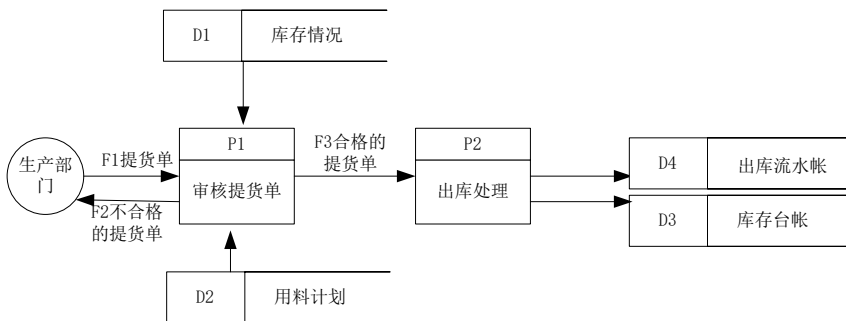 D1
库存情况
P1
F3合格的
提货单
P2
生产部
门
F1提货单
审核提货单
出库处理
D4
出库流水帐
F2不合格
的提货单
D3
库存台帐
D2
用料计划